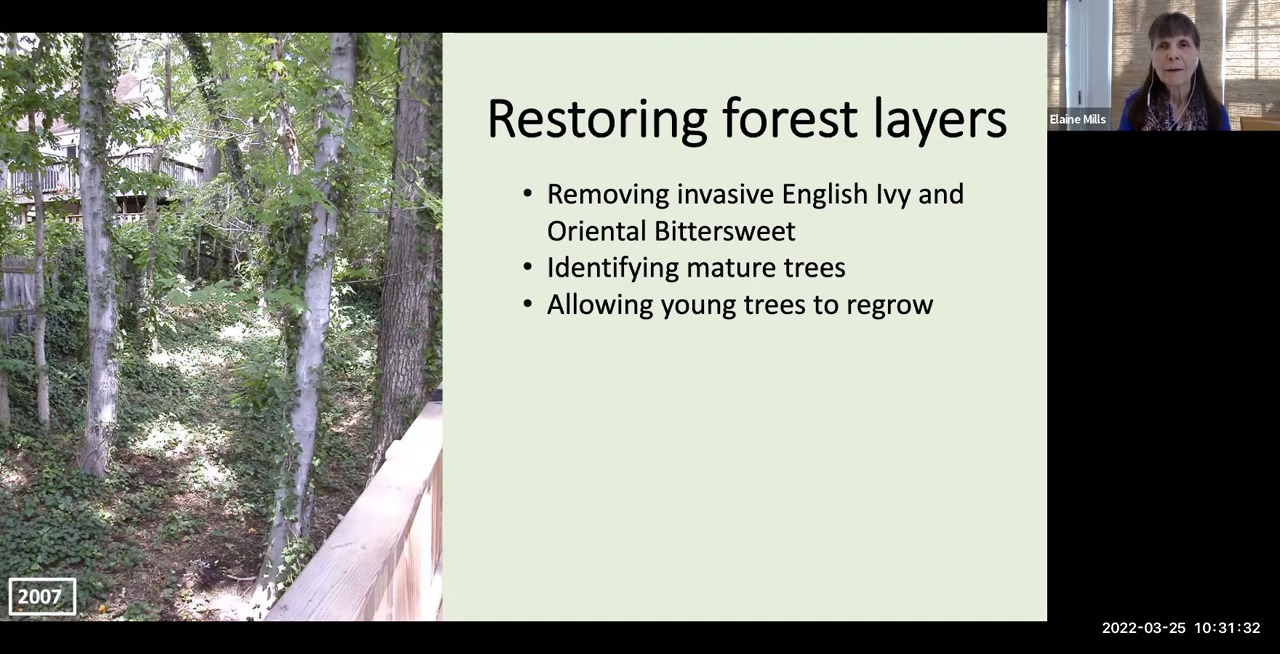 Restoring forest layers
• Removing invasive English Ivy and
Oriental Bittersweet
• Identifying mature trees
• Allowing young trees to regrow
2007
Elaine Mills
2022-03-25 10:31:32